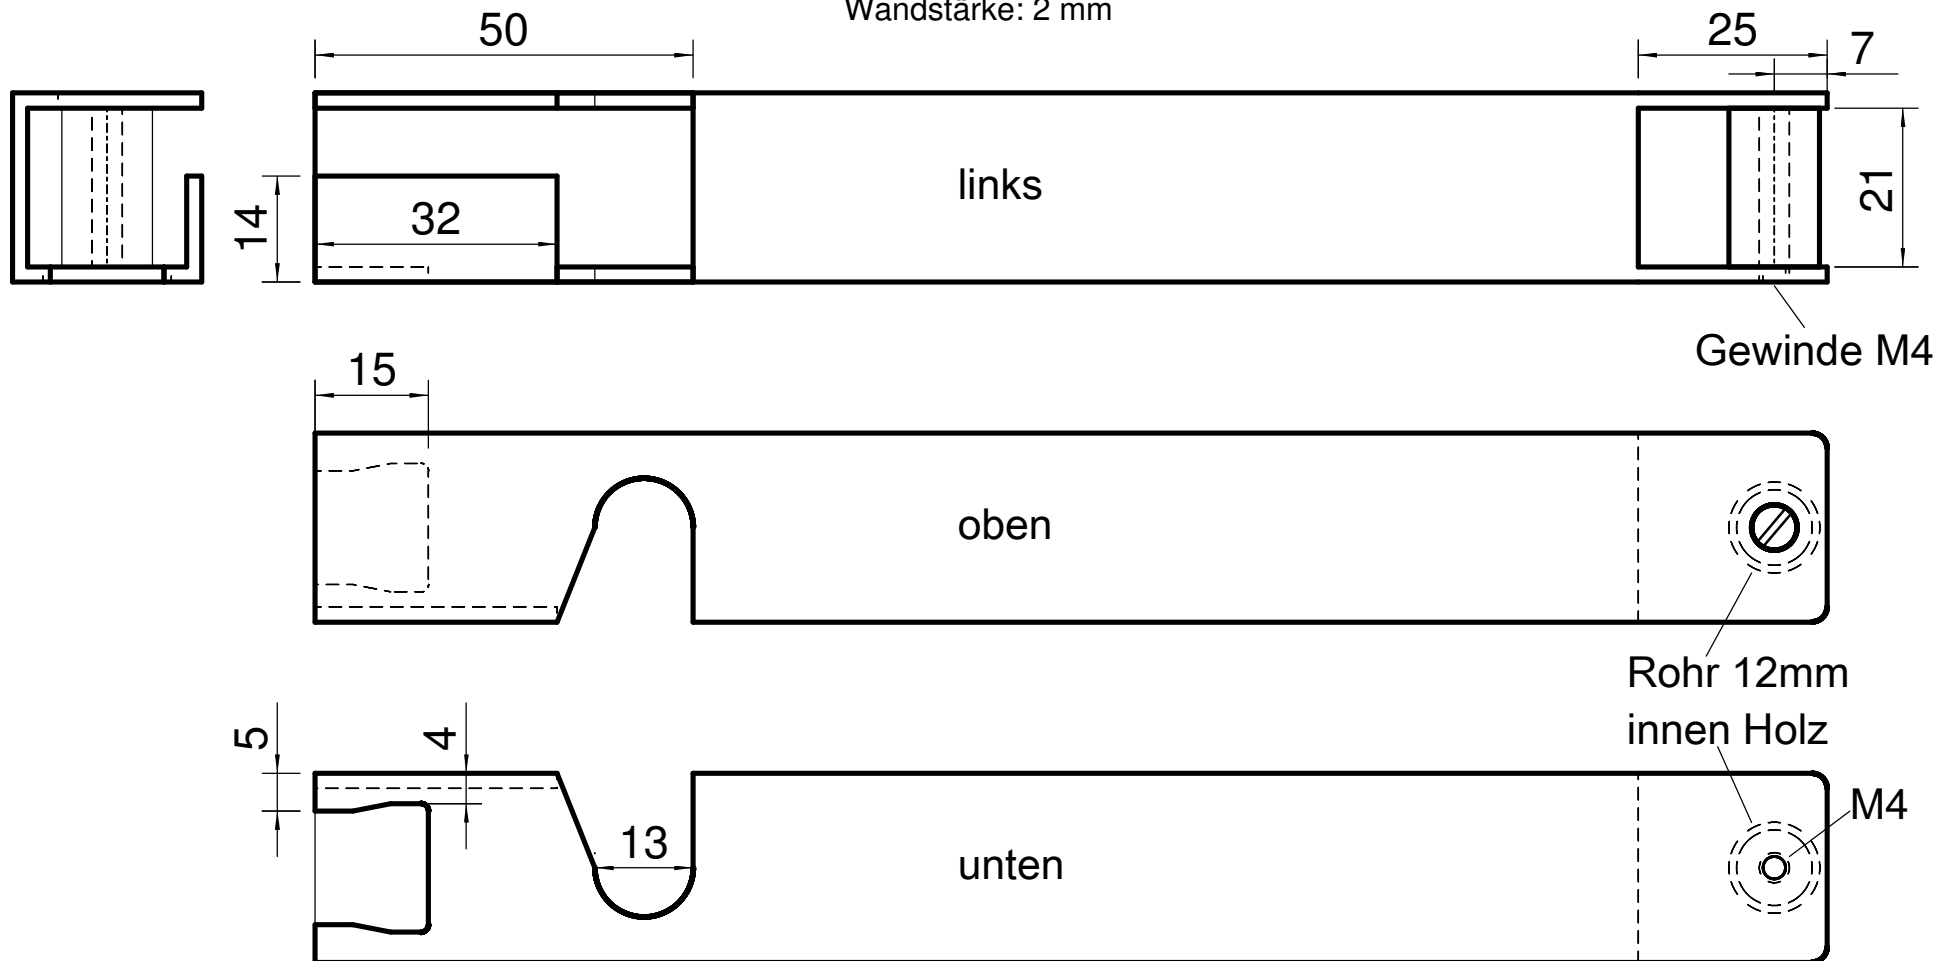 Wandstärke: 2 mm
50
25
7
links
14
32
21
Gewinde M4
15
oben
Rohr 12mm
innen Holz
5
4
M4
13
unten